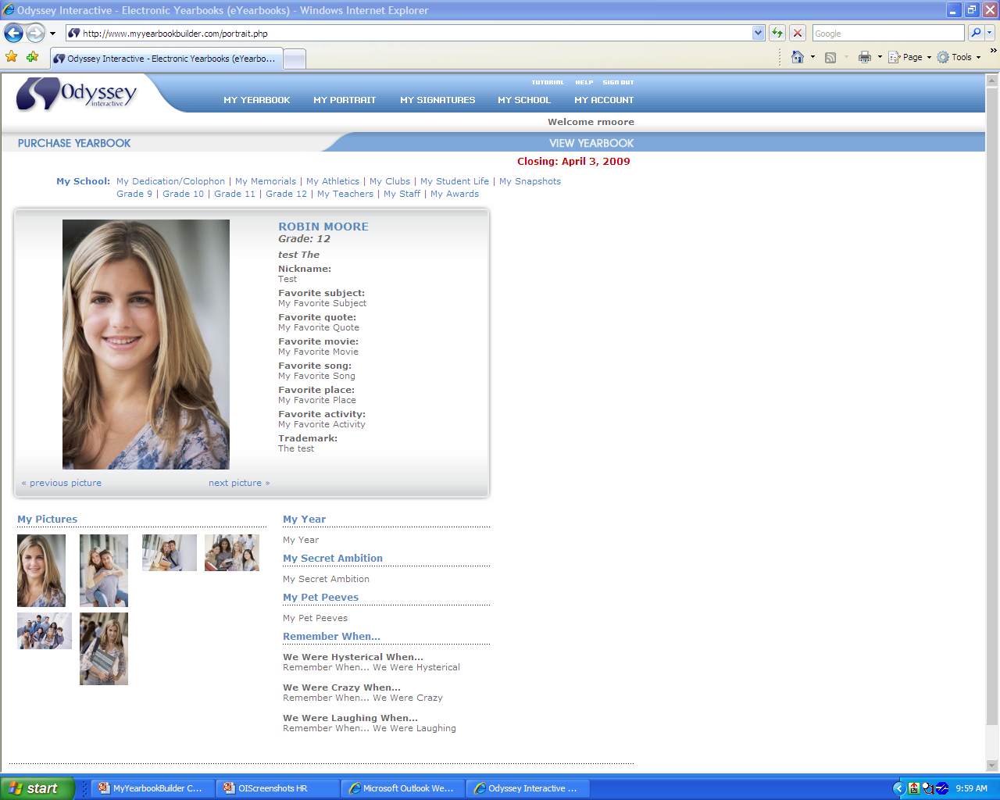 Odyssey Interactive - Electronic Yearbooks (eYearbooks) - Windows Internet Explorer
http://www.myyearbookbuilder.com/portrait.php
Google
Odyssey Interactive - Electronic Yearbooks (eYearbo...
Page
Tools
Odyssey
interactive
TUTORIAL HELP SIGN OUT
MY YEARBOOK MY PORTRAIT MY SIGNATURES MY SCHOOL MY ACCOUNT
Welcome rmoore
PURCHASE YEARBOOK
VIEW YEARBOOK
Closing: April 3, 2009
My School: My Dedication/Colophon | My Memorials | My Athletics | My Clubs | My Student Life | My Snapshots
Grade 9 | Grade 10 | Grade 11 | Grade 12 | My Teachers | My Staff | My Awards
ROBIN MOORE
Grade: 12
test The
Nickname:
Test
Favorite subject:
My Favorite Subject
Favorite quote:
My Favorite Quote
Favorite movie:
My Favorite Movie
Favorite song:
My Favorite Song
Favorite place:
My Favorite Place
Favorite activity:
My Favorite Activity
Trademark:
The test
« previous picture
next picture »
My Pictures
My Year
My Year
My Secret Ambition
My Secret Ambition
My Pet Peeves
My Pet Peeves
Remember When...
We Were Hysterical When...
Remember When... We Were Hysterical
We Were Crazy When...
Remember When... We Were Crazy
We Were Laughing When...
Remember When... We Were Laughing
start
MyYearbookBuilder C...
OIScreenshots HR
Microsoft Outlook We...
Odyssey Interactive ...
9:59 AM